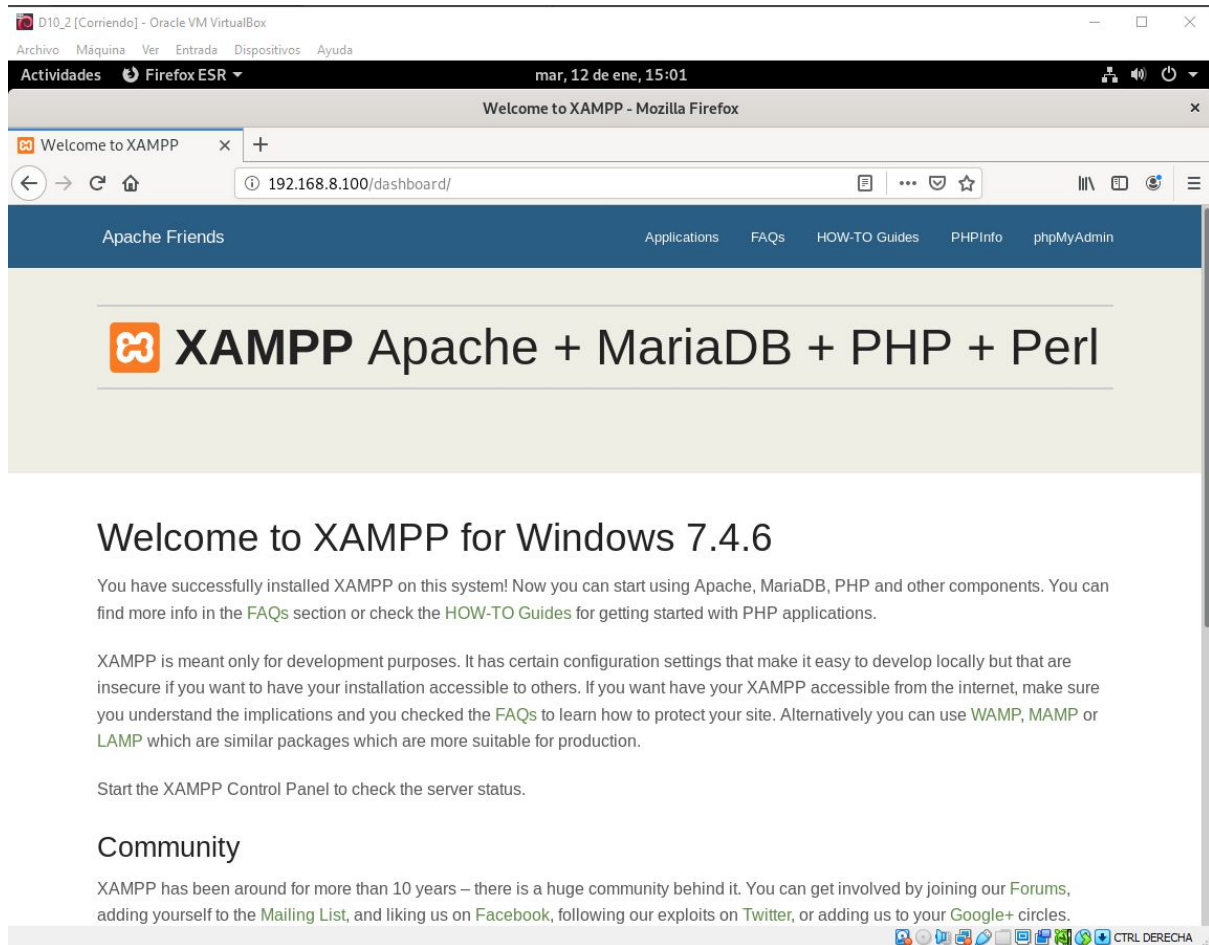 D10_2 [Corriendo] - Oracle VM VirtualBox
Archivo Máquina Ver Entrada Dispositivos Ayuda
Actividades Firefox ESR mar, 12 de ene, 15:01
Welcome to XAMPP - Mozilla Firefox
Welcome to XAMPP
192.168.8.100/dashboard/
Apache Friends Applications FAQs HOW-TO Guides PHPInfo phpMyAdmin
XAMPP Apache + MariaDB + PHP + Perl
Welcome to XAMPP for Windows 7.4.6
You have successfully installed XAMPP on this system! Now you can start using Apache, MariaDB, PHP and other components. You can
find more info in the FAQs section or check the HOW-TO Guides for getting started with PHP applications.
XAMPP is meant only for development purposes. It has certain configuration settings that make it easy to develop locally but that are
insecure if you want to have your installation accessible to others. If you want have your XAMPP accessible from the internet, make sure
you understand the implications and you checked the FAQs to learn how to protect your site. Alternatively you can use WAMP, MAMP or
LAMP which are similar packages which are more suitable for production.
Start the XAMPP Control Panel to check the server status.
Community
XAMPP has been around for more than 10 years – there is a huge community behind it. You can get involved by joining our Forums,
adding yourself to the Mailing List, and liking us on Facebook, following our exploits on Twitter, or adding us to your Google+ circles.
CTRL DERECHA